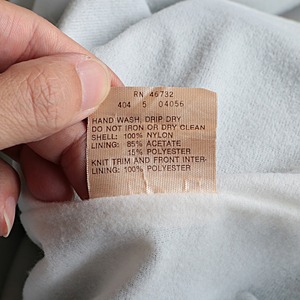 RN 46732
404 5 04056
HAND WASH, DRIP DRY
DO NOT IRON OR DRY CLEAN
SHELL: 100% NYLON
LINING: 85% ACETATE
15% POLYESTER
KNIT TRIM AND FRONT INTER-
LINING: 100% POLYESTER